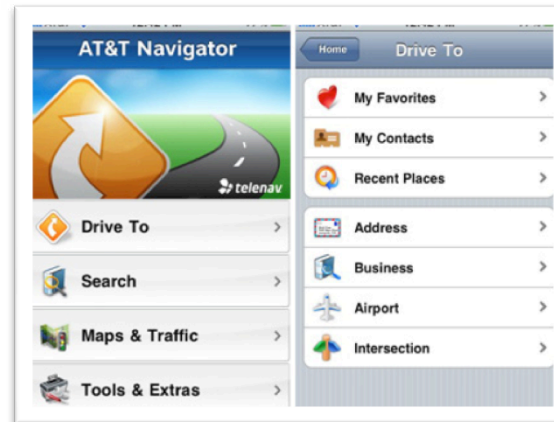 AT&T Navigator
telenav
Drive To
Search
Maps & Traffic
Tools & Extras
Home
Drive To
My Favorites
My Contacts
Recent Places
Address
Business
Airport
Intersection